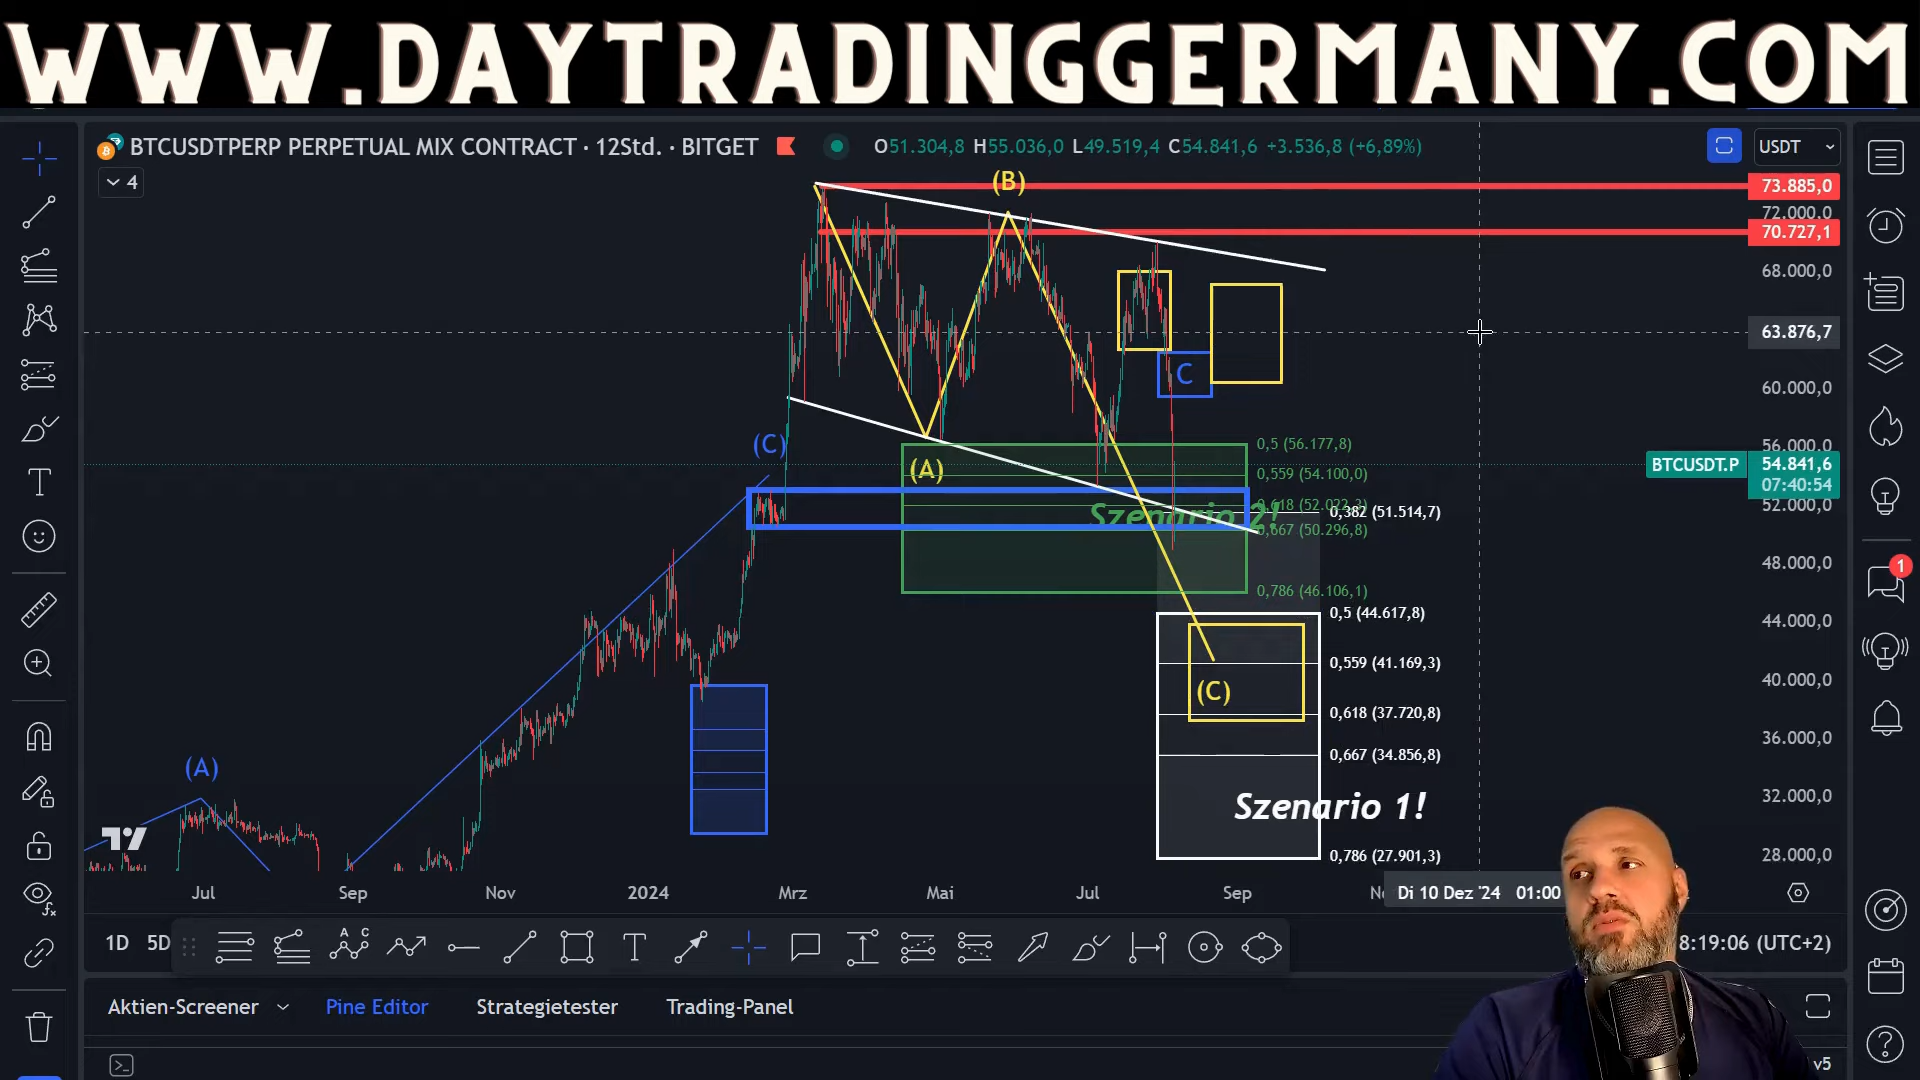 WWW.DAYTRADINGGERMANY.COM
BTCUSDTPERP PERPETUAL MIX CONTRACT · 12Std. · BITGET
O51.304,8 H55.036,0 L49.519,4 C54.841,6 +3.536,8 (+6,89%)
USDT
4
(B)
73.885,0
72.000,0
70.727,1
68.000,0
63.876,7
C
60.000,0
(C)
0,5 (56.177,8)
56.000,0
(A)
0,559 (54.100,0)
BTCUSDT.P
54.841,6
07:40:54
Szenario 2!
0,618 (52.022,2)
0,382 (51.514,7)
52.000,0
0,667 (50.296,8)
48.000,0
0,786 (46.106,1)
0,5 (44.617,8)
44.000,0
0,559 (41.169,3)
40.000,0
(C)
0,618 (37.720,8)
36.000,0
0,667 (34.856,8)
(A)
Szenario 1!
32.000,0
0,786 (27.901,3)
28.000,0
Jul
Sep
Nov
2024
Mrz
Mai
Jul
Sep
Di 10 Dez '24 01:00
1D
5D
8:19:06 (UTC+2)
Aktien-Screener
Pine Editor
Strategietester
Trading-Panel
1
v5